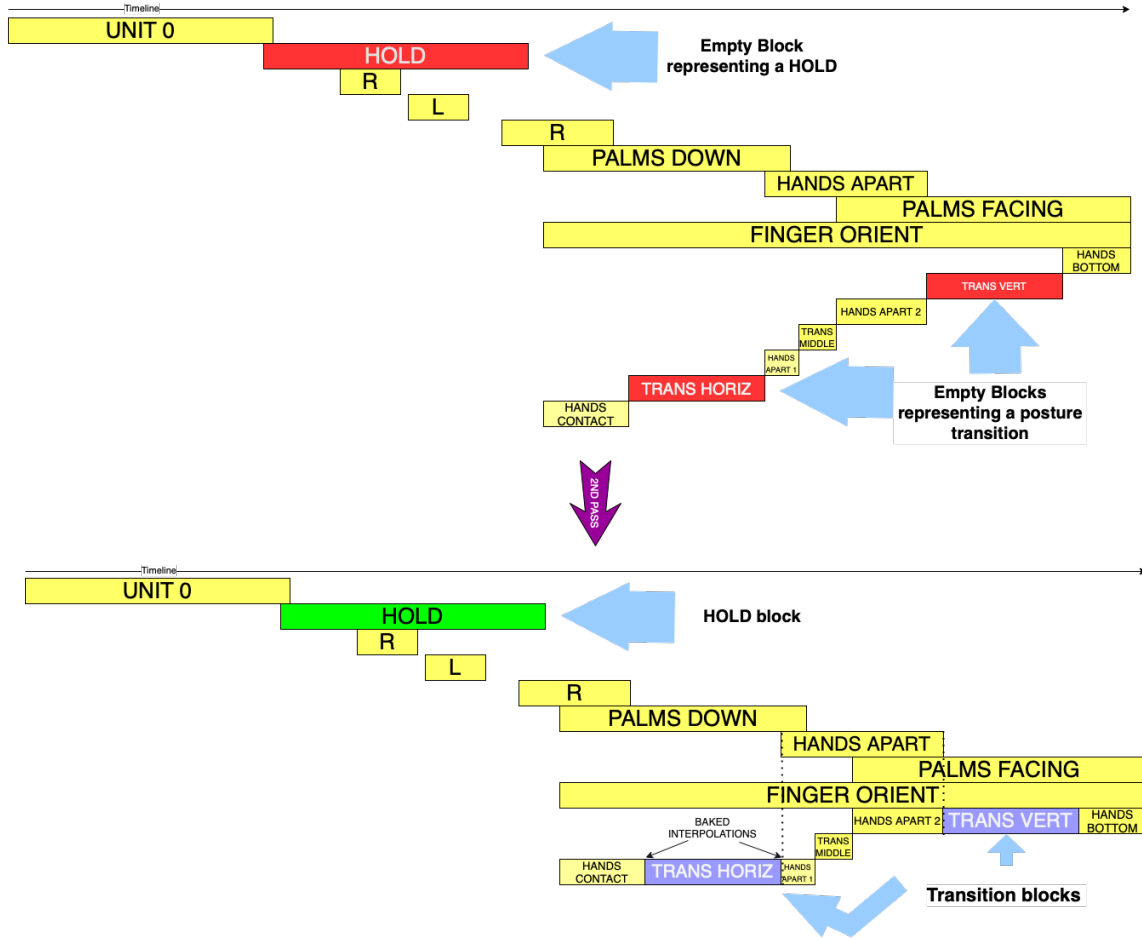 Timeline
UNIT 0
HOLD
Empty Block
representing a HOLD
R
L
R
PALMS DOWN
HANDS APART
PALMS FACING
FINGER ORIENT
HANDS
BOTTOM
TRANS VERT
HANDS APART 2
TRANS
MIDDLE
HANDS
APART 1
TRANS HORIZ
HANDS
CONTACT
Empty Blocks
representing a posture
transition
2ND PASS
Timeline
UNIT 0
HOLD
HOLD block
R
L
R
PALMS DOWN
HANDS APART
PALMS FACING
FINGER ORIENT
HANDS APART 2
TRANS VERT
HANDS
BOTTOM
BAKED
INTERPOLATIONS
TRANS
MIDDLE
HANDS
CONTACT
TRANS HORIZ
HANDS
APART 1
Transition blocks